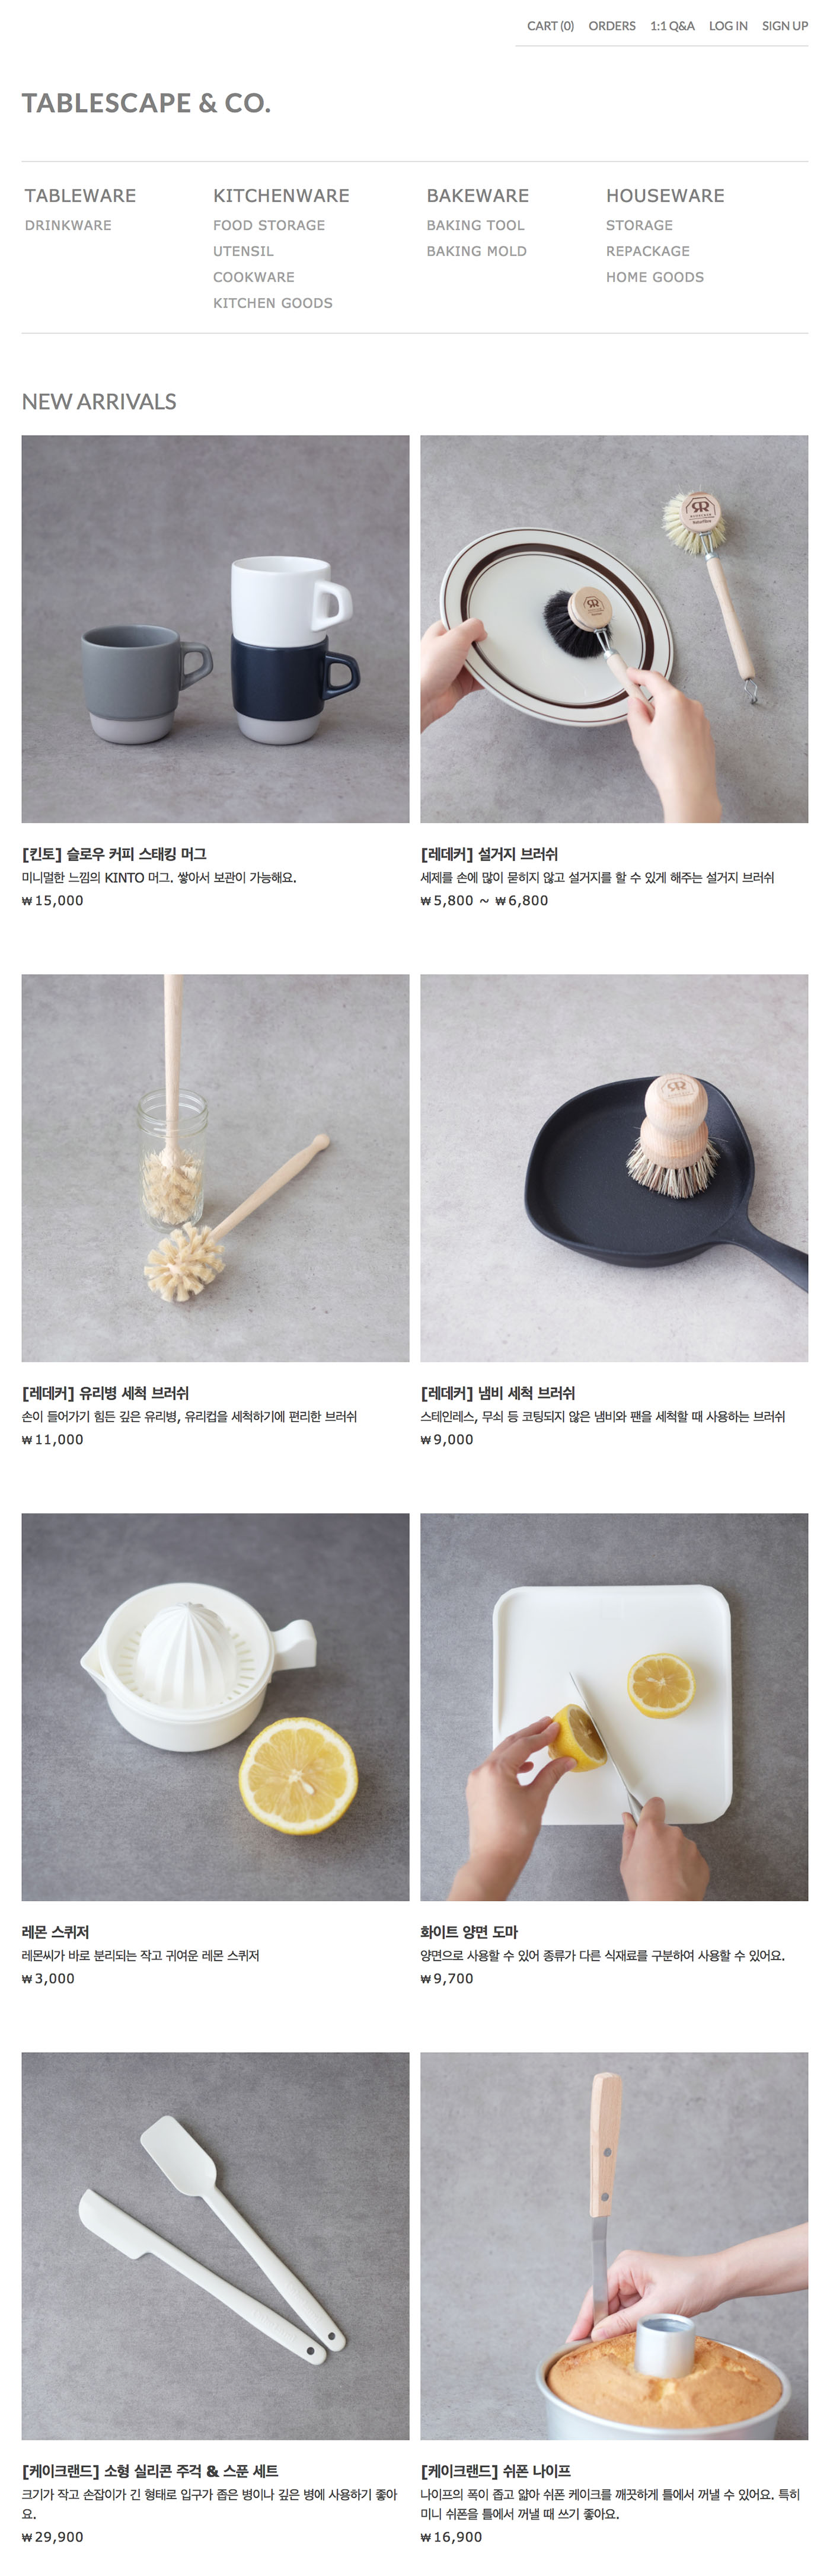 CART (0) ORDERS 1:1 Q&A LOG IN SIGN UP
TABLESCAPE & CO.
TABLEWARE
DRINKWARE
KITCHENWARE
FOOD STORAGE
UTENSIL
COOKWARE
KITCHEN GOODS
BAKEWARE
BAKING TOOL
BAKING MOLD
HOUSEWARE
STORAGE
REPACKAGE
HOME GOODS
NEW ARRIVALS
[킨토] 슬로우 커피 스태킹 머그
미니멀한 느낌의 KINTO 머그. 쌓아서 보관이 가능해요.
₩15,000
[레데커] 설거지 브러쉬
세제를 손에 많이 묻히지 않고 설거지를 할 수 있게 해주는 설거지 브러쉬
₩5,800 ~ ₩6,800
[레데커] 유리병 세척 브러쉬
손이 들어가기 힘든 깊은 유리병, 유리컵을 세척하기에 편리한 브러쉬
₩11,000
[레데커] 냄비 세척 브러쉬
스테인레스, 무쇠 등 코팅되지 않은 냄비와 팬을 세척할 때 사용하는 브러쉬
₩9,000
레몬 스퀴저
레몬씨가 바로 분리되는 작고 귀여운 레몬 스퀴저
₩3,000
화이트 양면 도마
양면으로 사용할 수 있어 종류가 다른 식재료를 구분하여 사용할 수 있어요.
₩9,700
[케이크랜드] 소형 실리콘 주걱 & 스푼 세트
크기가 작고 손잡이가 긴 형태로 입구가 좁은 병이나 깊은 병에 사용하기 좋아
요.
₩29,900
[케이크랜드] 쉬폰 나이프
나이프의 폭이 좁고 얇아 쉬폰 케이크를 깨끗하게 틀에서 꺼낼 수 있어요. 특히
미니 쉬폰을 틀에서 꺼낼 때 쓰기 좋아요.
₩16,900